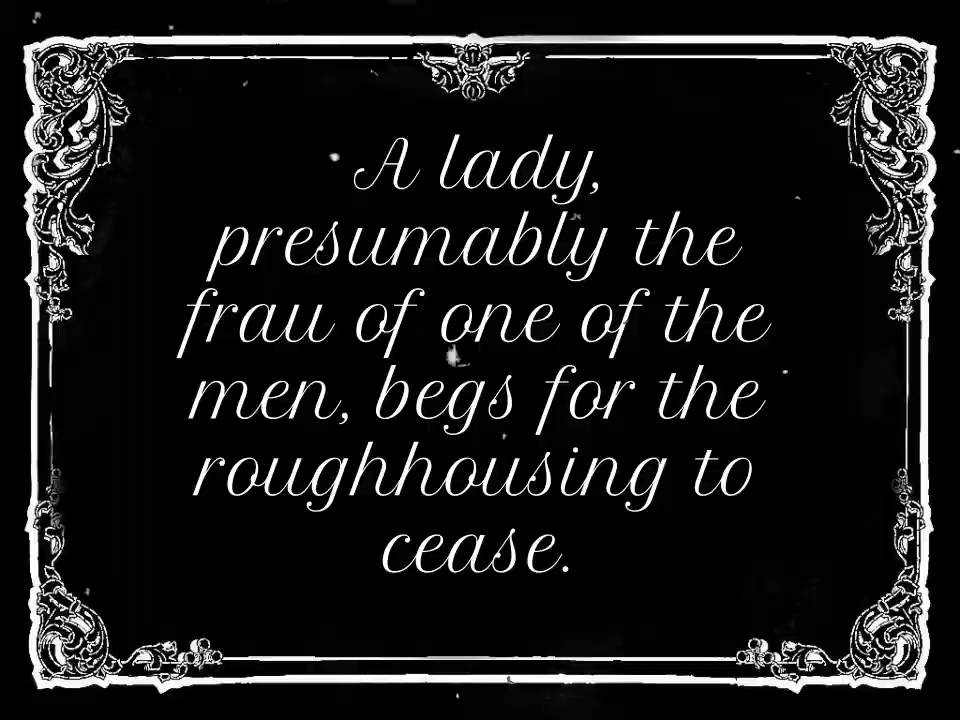 A lady,
presumably the
frau of one of the
men, begs for the
roughhousing to
cease.